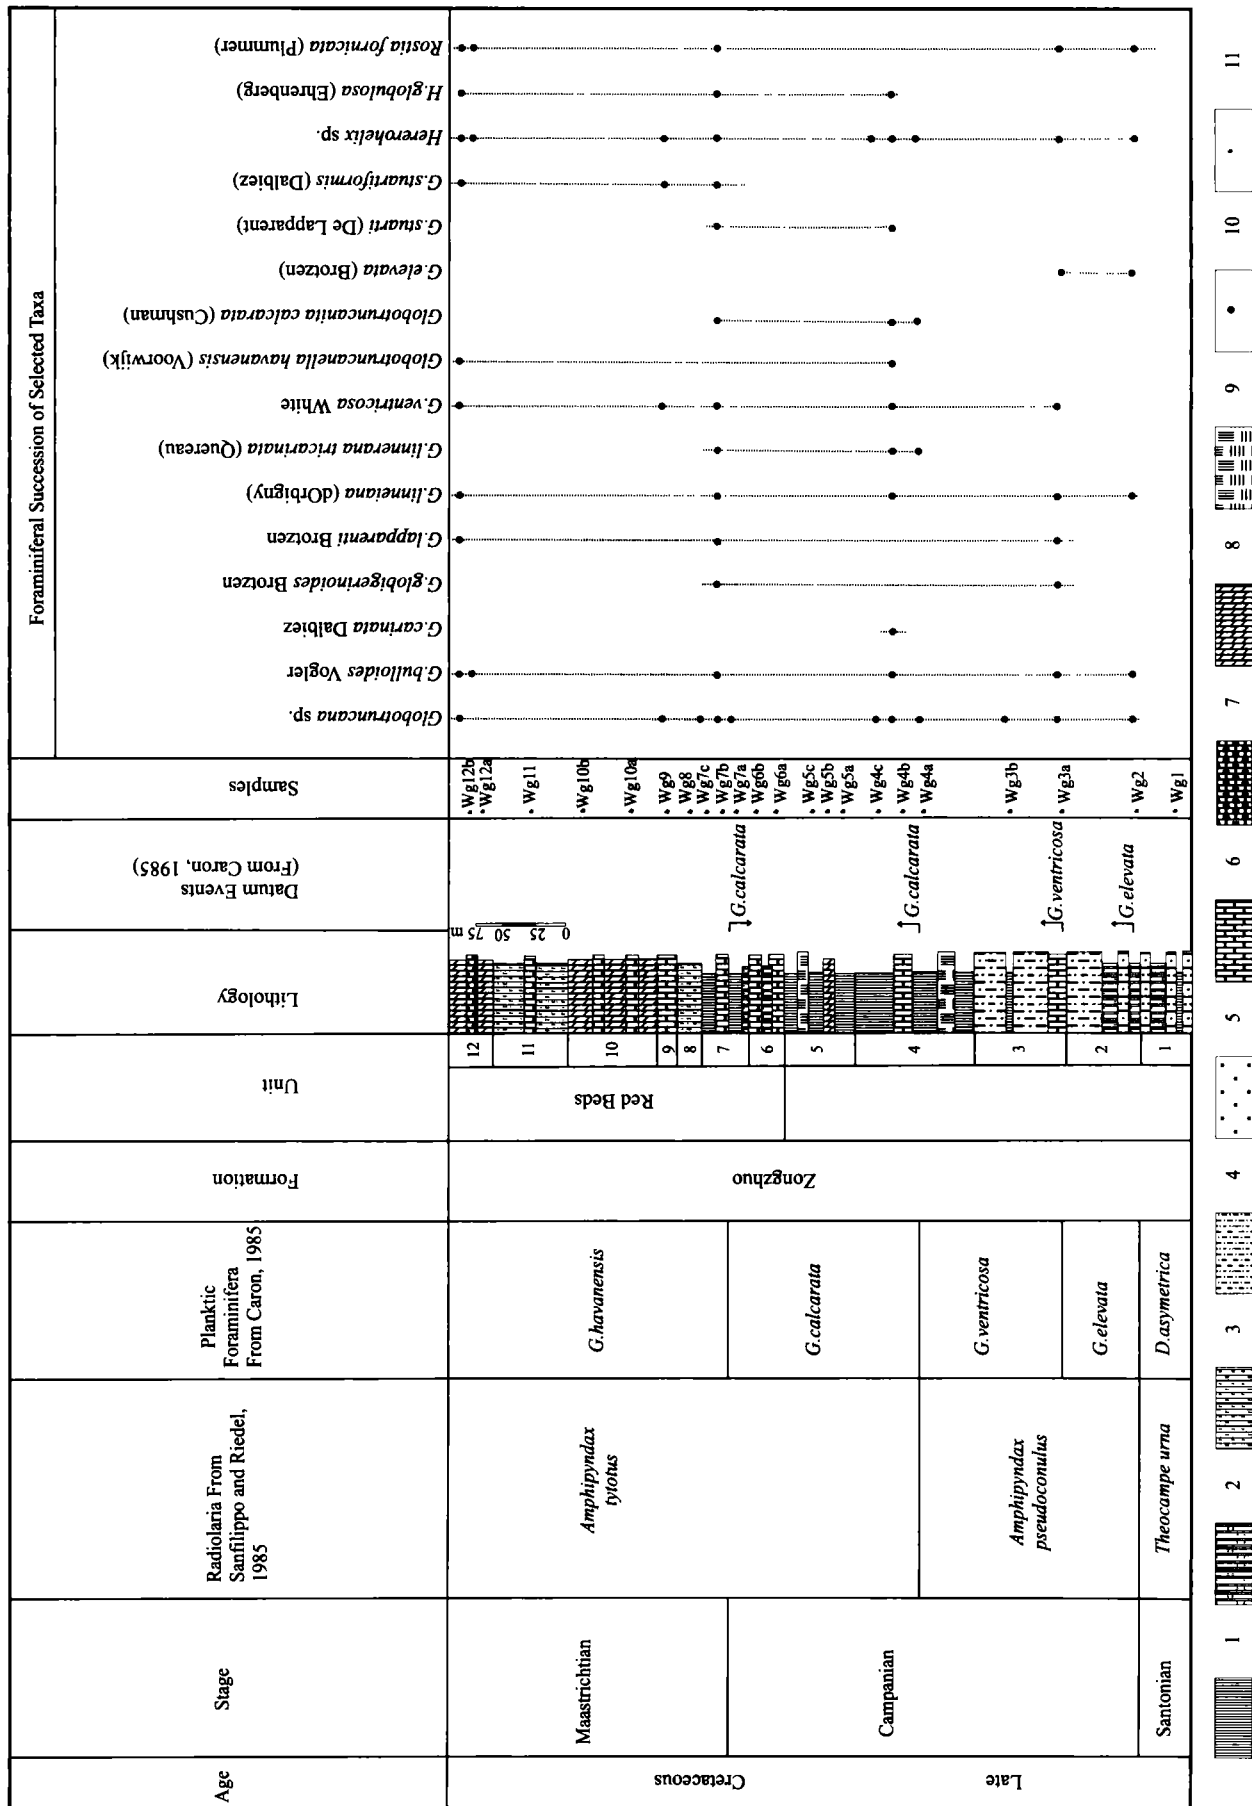 Age
Stage
Radiolaria From
Sanfilippo and Riedel,
1985
Planktic
Foraminifera
From Caron, 1985
Formation
Unit
Lithology
Datum Events
(From Caron, 1985)
Samples
Foraminiferal Succession of Selected Taxa
Globotruncana sp.
G.bulloides Vogler
G.carinata Dalbiez
G.globigerinoides Brotzen
G.lapparenti Brotzen
G.linneiana (dOrbigny)
G.linnerana tricarinata (Quereau)
G.ventricosa White
Globotruncanella havanensis (Voorwijk)
Globotruncanita calcarata (Cushman)
G.elevata (Brotzen)
G.stuarti (De Lapparent)
G.stuartiformis (Dalbiez)
Hererohelix sp.
H.globulosa (Ehrenberg)
Rostia fornicata (Plummer)
Late
Cretaceous
Maastrichtian
Campanian
Santonian
Amphipyndax
tytotus
Amphipyndax
pseudoconulus
Theocampe urna
G.havanensis
G.calcarata
G.ventricosa
G.elevata
D.asymetrica
Zongzhuo
Red Beds
12
11
10
9
8
7
6
5
4
3
2
1
0 25 50 75 m
G.calcarata
G.calcarata
G.ventricosa
G.elevata
Wg12b
Wg12a
Wg11
Wg10b
Wg10a
Wg9
Wg8
Wg7c
Wg7b
Wg7a
Wg6b
Wg6a
Wg5c
Wg5b
Wg5a
Wg4c
Wg4b
Wg4a
Wg3b
Wg3a
Wg2
Wg1
1
2
3
4
5
6
7
8
9
10
11